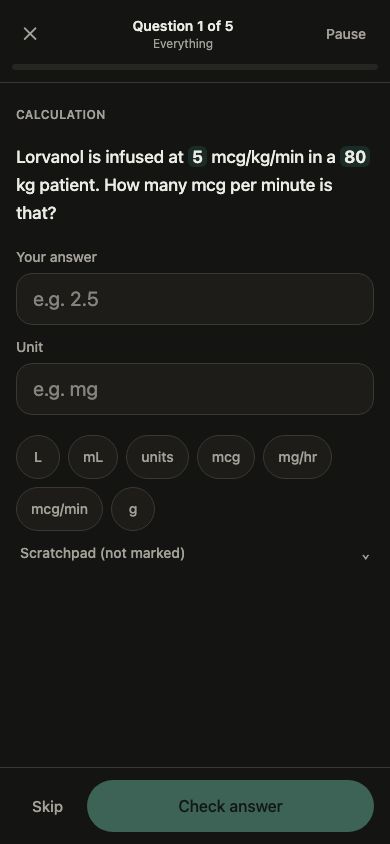 Question 1 of 5
Everything
Pause
CALCULATION
Lorvanol is infused at 5 mcg/kg/min in a 80
kg patient. How many mcg per minute is
that?
Your answer
e.g. 2.5
Unit
e.g. mg
L
mL
units
mcg
mg/hr
mcg/min
g
Scratchpad (not marked)
Skip
Check answer